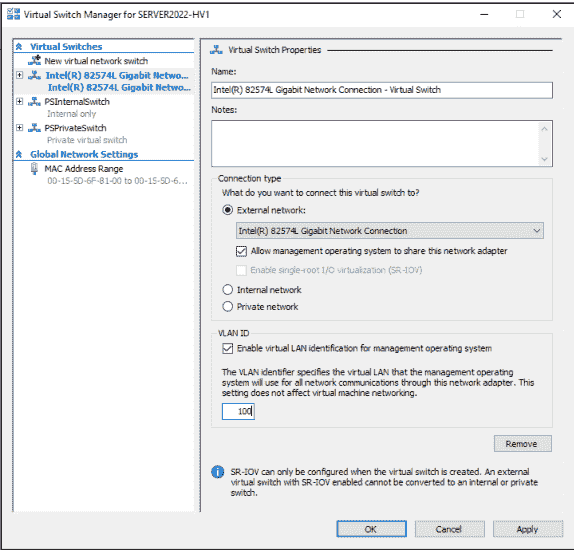 Virtual Switch Manager for SERVER2022-HV1
Virtual Switches
New virtual network switch
Intel(R) 82574L Gigabit Netwo...
Intel(R) 82574L Gigabit Netwo...
PSInternalSwitch
Internal only
PSPrivateSwitch
Private virtual switch
Global Network Settings
MAC Address Range
00-15-5D-6F-81-00 to 00-15-5D-6...
Virtual Switch Properties
Name:
Intel(R) 82574L Gigabit Network Connection - Virtual Switch
Notes:
Connection type
What do you want to connect this virtual switch to?
External network:
Intel(R) 82574L Gigabit Network Connection
Allow management operating system to share this network adapter
Enable single-root I/O virtualization (SR-IOV)
Internal network
Private network
VLAN ID
Enable virtual LAN identification for management operating system
The VLAN identifier specifies the virtual LAN that the management operating
system will use for all network communications through this network adapter. This
setting does not affect virtual machine networking.
100
Remove
SR-IOV can only be configured when the virtual switch is created. An external
virtual switch with SR-IOV enabled cannot be converted to an internal or private
switch.
OK
Cancel
Apply